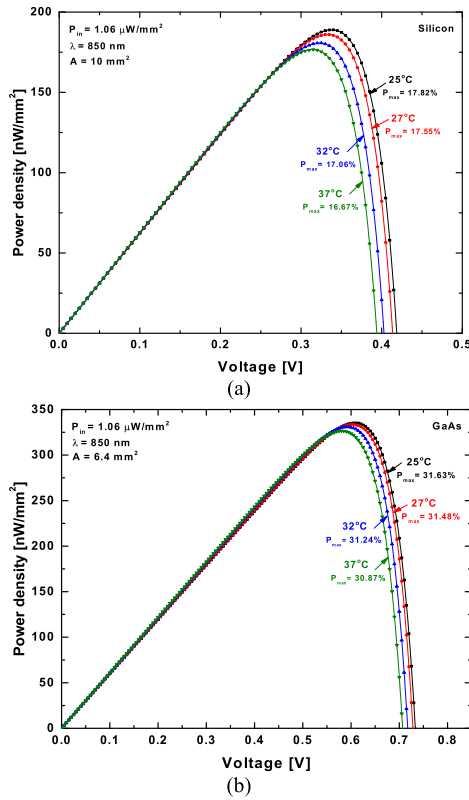 P_in = 1.06 µW/mm²
λ = 850 nm
A = 10 mm²
Silicon
25°C
P_max = 17.82%
27°C
P_max = 17.55%
32°C
P_max = 17.06%
37°C
P_max = 16.67%
200
150
100
50
0
Power density [nW/mm²]
0.0 0.1 0.2 0.3 0.4 0.5
Voltage [V]
(a)
P_in = 1.06 µW/mm²
λ = 850 nm
A = 6.4 mm²
GaAs
25°C
P_max = 31.63%
27°C
P_max = 31.48%
32°C
P_max = 31.24%
37°C
P_max = 30.87%
350
300
250
200
150
100
50
0
Power density [nW/mm²]
0.0 0.1 0.2 0.3 0.4 0.5 0.6 0.7
Voltage [V]
(b)